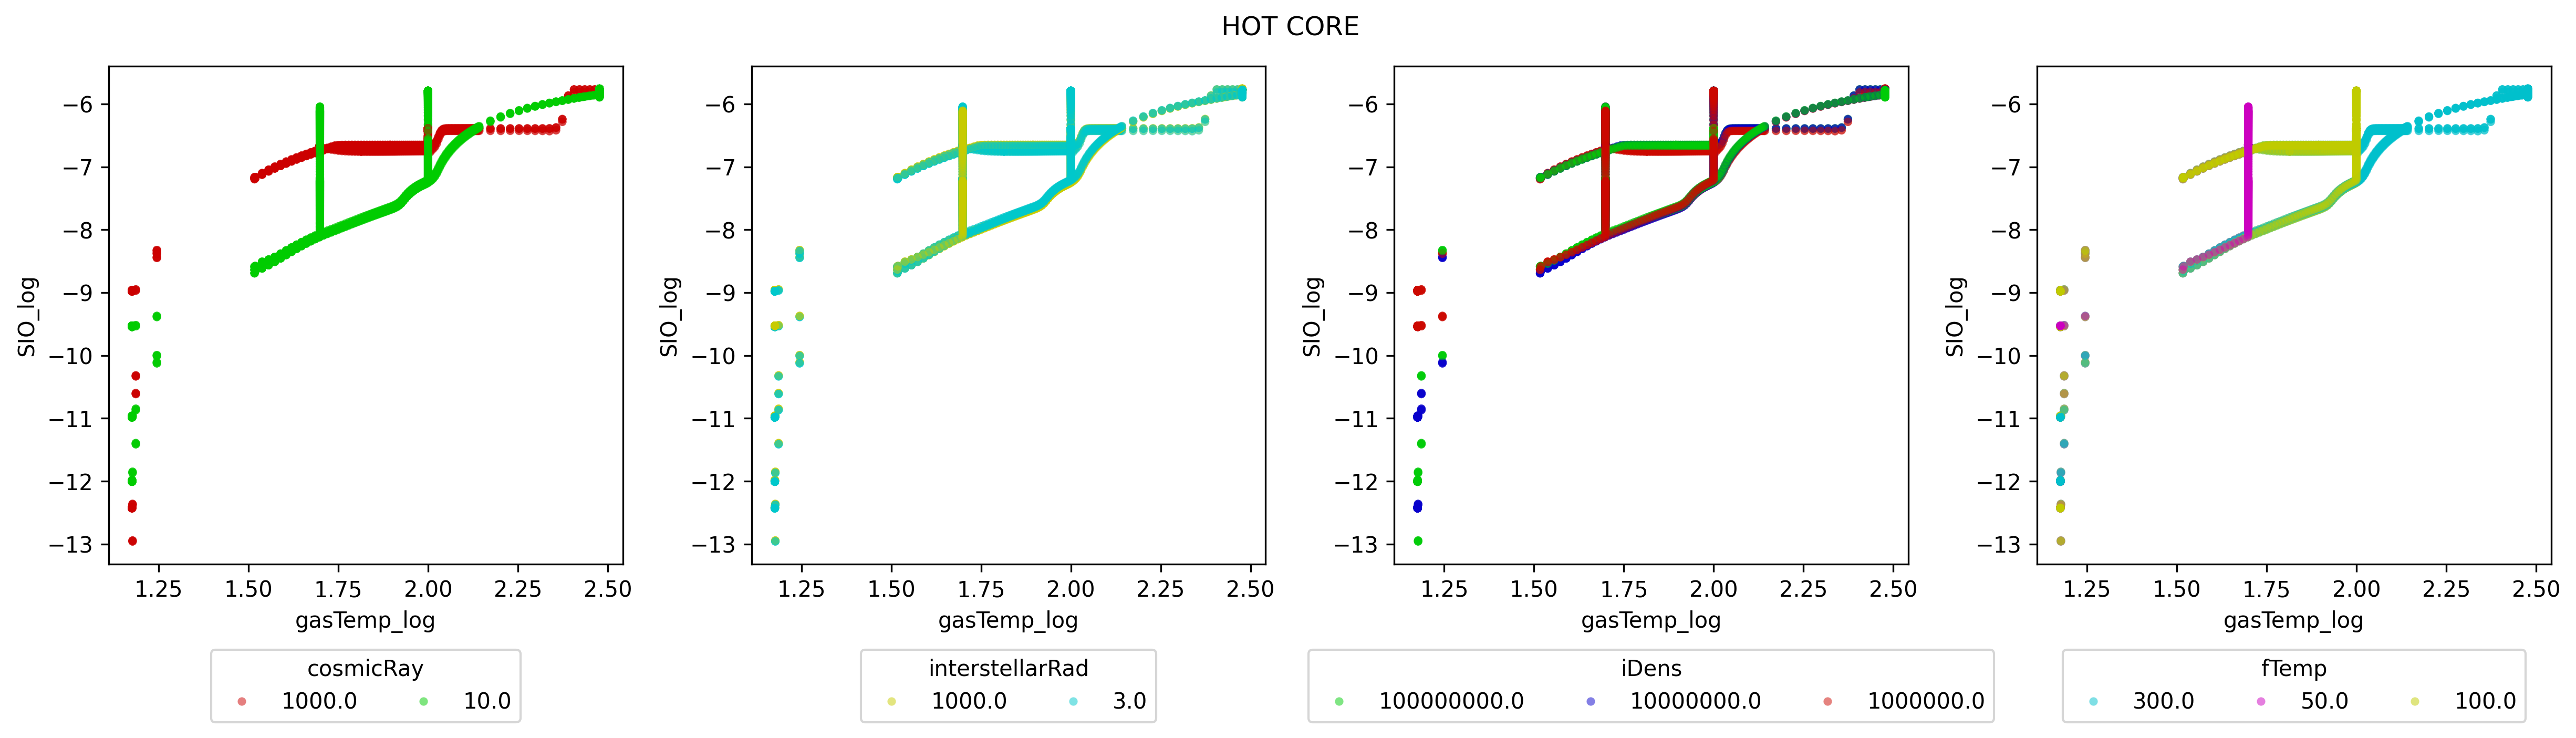 HOT CORE
−6
−7
−8
−9
−10
−11
−12
−13
SIO_log
1.25 1.50 1.75 2.00 2.25 2.50
gasTemp_log
cosmicRay
1000.0 10.0
−6
−7
−8
−9
−10
−11
−12
−13
SIO_log
1.25 1.50 1.75 2.00 2.25 2.50
gasTemp_log
interstellarRad
1000.0 3.0
−6
−7
−8
−9
−10
−11
−12
−13
SIO_log
1.25 1.50 1.75 2.00 2.25 2.50
gasTemp_log
iDens
100000000.0 10000000.0 1000000.0
−6
−7
−8
−9
−10
−11
−12
−13
SIO_log
1.25 1.50 1.75 2.00 2.25 2.50
gasTemp_log
fTemp
300.0 50.0 100.0